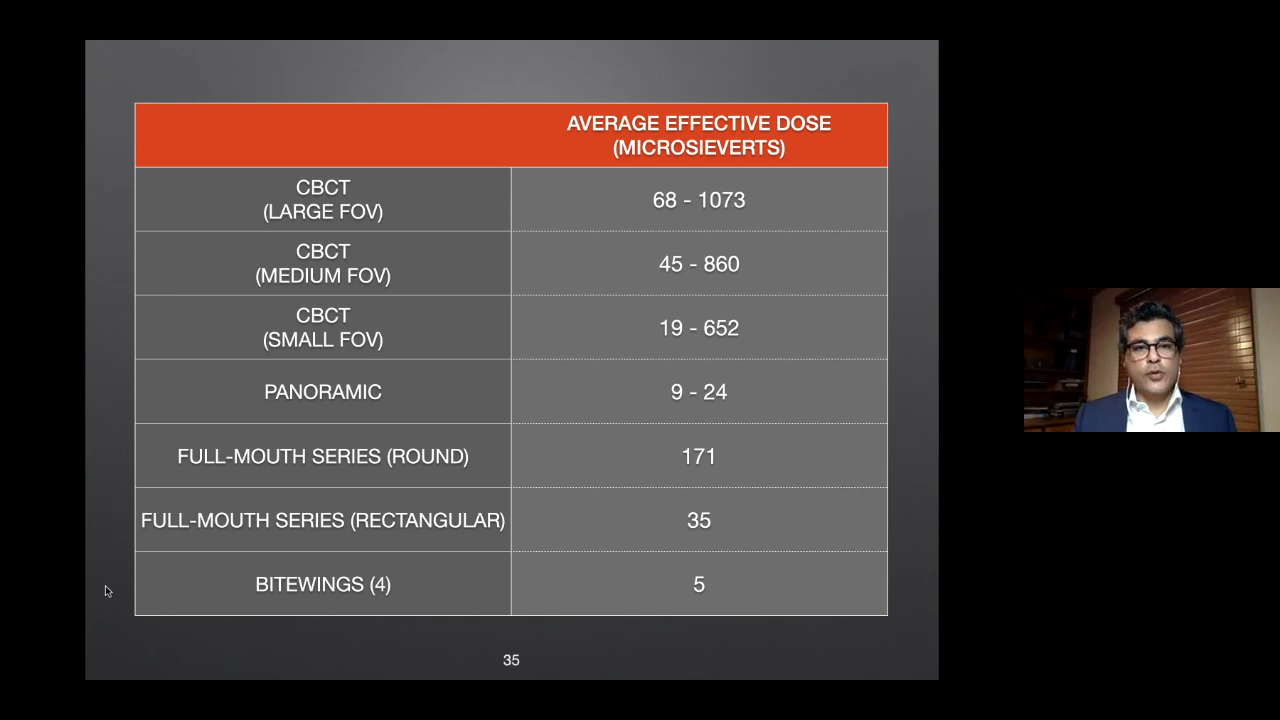 AVERAGE EFFECTIVE DOSE
(MICROSIEVERTS)
CBCT
(LARGE FOV)
68 - 1073
CBCT
(MEDIUM FOV)
45 - 860
CBCT
(SMALL FOV)
19 - 652
PANORAMIC
9 - 24
FULL-MOUTH SERIES (ROUND)
171
FULL-MOUTH SERIES (RECTANGULAR)
35
BITEWINGS (4)
5
35